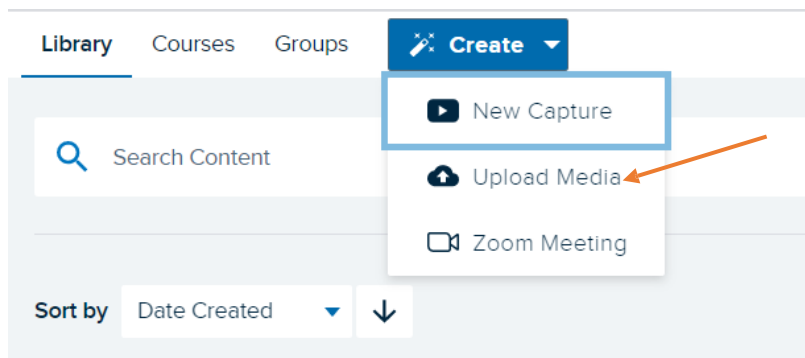 Library Courses Groups Create
New Capture
Search Content
Upload Media
Zoom Meeting
Sort by Date Created